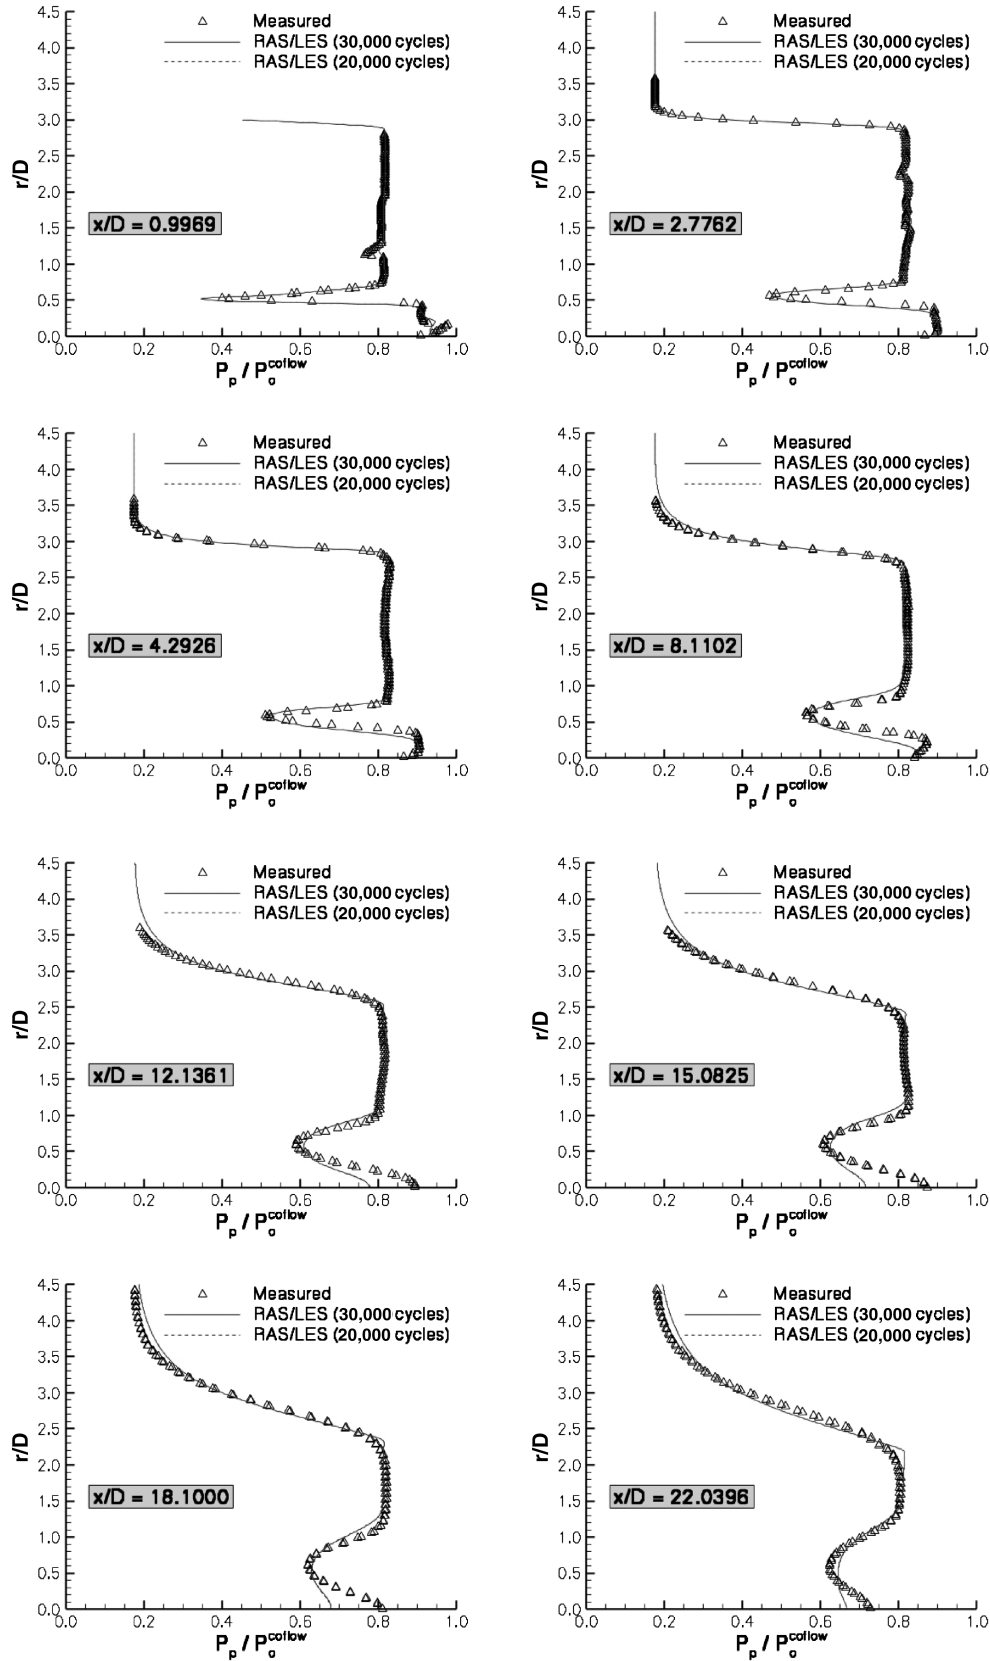 4.5
4.0
3.5
3.0
2.5
2.0
1.5
1.0
0.5
0.0
r/D
Measured
RAS/LES (30,000 cycles)
RAS/LES (20,000 cycles)
x/D = 0.9969
0.0 0.2 0.4 0.6 0.8 1.0
Pp / Po coflow
4.5
4.0
3.5
3.0
2.5
2.0
1.5
1.0
0.5
0.0
r/D
Measured
RAS/LES (30,000 cycles)
RAS/LES (20,000 cycles)
x/D = 2.7762
0.0 0.2 0.4 0.6 0.8 1.0
Pp / Po coflow
4.5
4.0
3.5
3.0
2.5
2.0
1.5
1.0
0.5
0.0
r/D
Measured
RAS/LES (30,000 cycles)
RAS/LES (20,000 cycles)
x/D = 4.2926
0.0 0.2 0.4 0.6 0.8 1.0
Pp / Po coflow
4.5
4.0
3.5
3.0
2.5
2.0
1.5
1.0
0.5
0.0
r/D
Measured
RAS/LES (30,000 cycles)
RAS/LES (20,000 cycles)
x/D = 8.1102
0.0 0.2 0.4 0.6 0.8 1.0
Pp / Po coflow
4.5
4.0
3.5
3.0
2.5
2.0
1.5
1.0
0.5
0.0
r/D
Measured
RAS/LES (30,000 cycles)
RAS/LES (20,000 cycles)
x/D = 12.1361
0.0 0.2 0.4 0.6 0.8 1.0
Pp / Po coflow
4.5
4.0
3.5
3.0
2.5
2.0
1.5
1.0
0.5
0.0
r/D
Measured
RAS/LES (30,000 cycles)
RAS/LES (20,000 cycles)
x/D = 15.0825
0.0 0.2 0.4 0.6 0.8 1.0
Pp / Po coflow
4.5
4.0
3.5
3.0
2.5
2.0
1.5
1.0
0.5
0.0
r/D
Measured
RAS/LES (30,000 cycles)
RAS/LES (20,000 cycles)
x/D = 18.1000
0.0 0.2 0.4 0.6 0.8 1.0
Pp / Po coflow
4.5
4.0
3.5
3.0
2.5
2.0
1.5
1.0
0.5
0.0
r/D
Measured
RAS/LES (30,000 cycles)
RAS/LES (20,000 cycles)
x/D = 22.0396
0.0 0.2 0.4 0.6 0.8 1.0
Pp / Po coflow